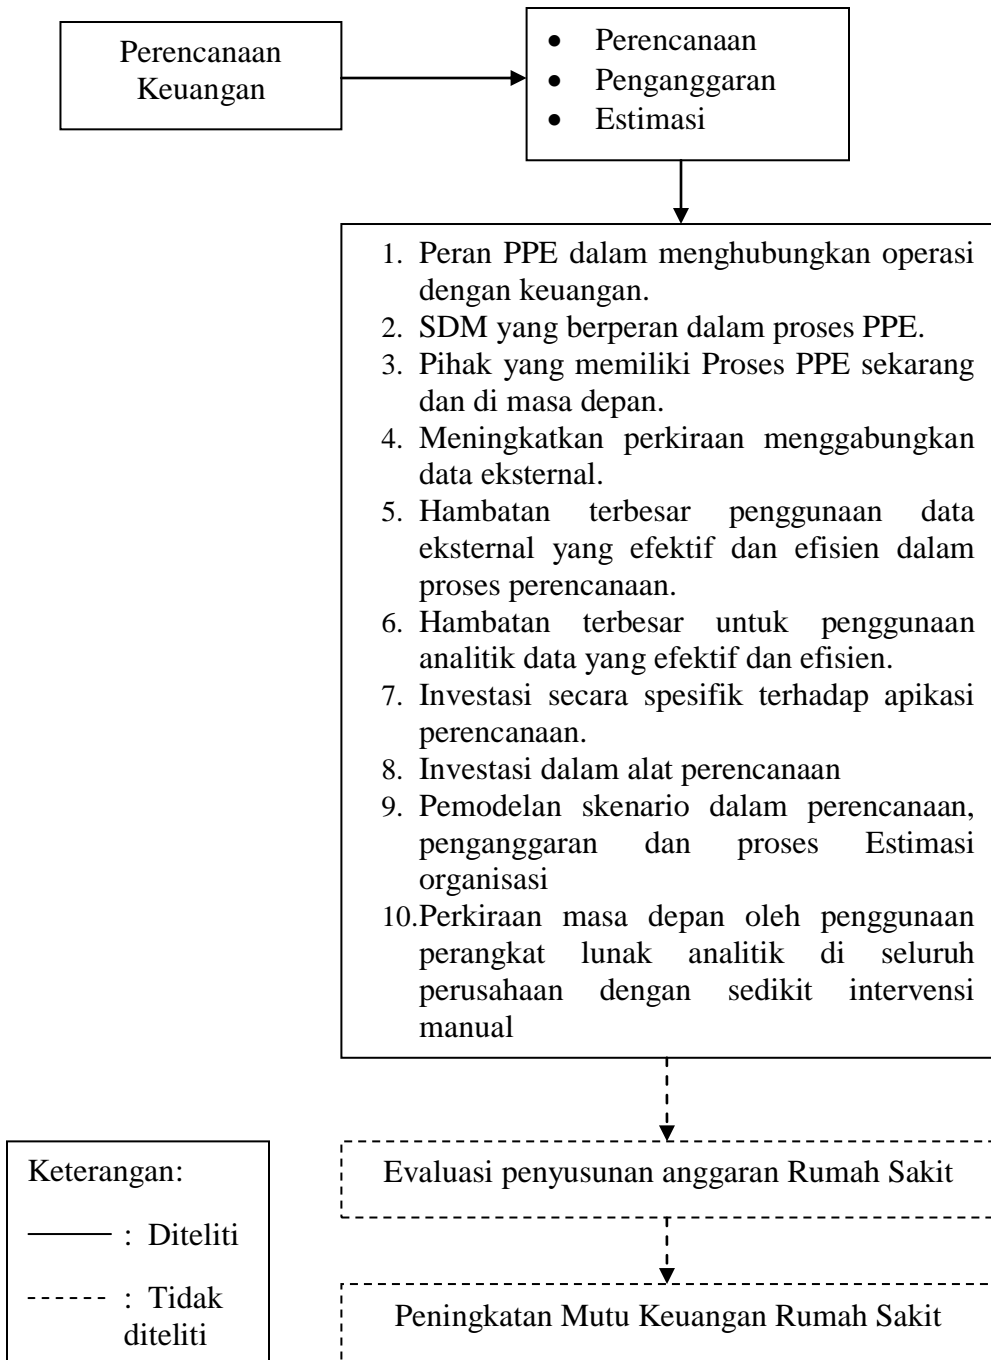 Perencanaan
Keuangan
• Perencanaan
• Penganggaran
• Estimasi
1. Peran PPE dalam menghubungkan operasi
dengan keuangan.
2. SDM yang berperan dalam proses PPE.
3. Pihak yang memiliki Proses PPE sekarang
dan di masa depan.
4. Meningkatkan perkiraan menggabungkan
data eksternal.
5. Hambatan terbesar penggunaan data
eksternal yang efektif dan efisien dalam
proses perencanaan.
6. Hambatan terbesar untuk penggunaan
analitik data yang efektif dan efisien.
7. Investasi secara spesifik terhadap apikasi
perencanaan.
8. Investasi dalam alat perencanaan
9. Pemodelan skenario dalam perencanaan,
penganggaran dan proses Estimasi
organisasi
10.Perkiraan masa depan oleh penggunaan
perangkat lunak analitik di seluruh
perusahaan dengan sedikit intervensi
manual
Evaluasi penyusunan anggaran Rumah Sakit
Peningkatan Mutu Keuangan Rumah Sakit
Keterangan:
: Diteliti
: Tidak
diteliti